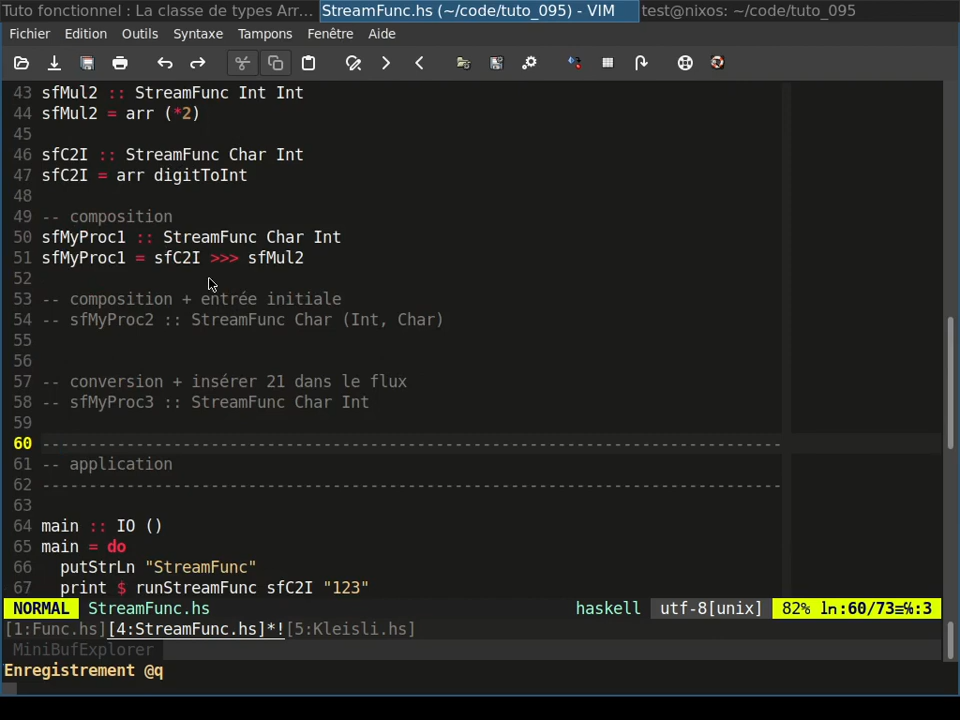 Tuto fonctionnel : La classe de types Arr... StreamFunc.hs (~/code/tuto_095) - VIM test@nixos: ~/code/tuto_095
Fichier Edition Outils Syntaxe Tampons Fenêtre Aide
43 sfMul2 :: StreamFunc Int Int
44 sfMul2 = arr (*2)
45
46 sfC2I :: StreamFunc Char Int
47 sfC2I = arr digitToInt
48
49 -- composition
50 sfMyProc1 :: StreamFunc Char Int
51 sfMyProc1 = sfC2I >>> sfMul2
52
53 -- composition + entrée initiale
54 -- sfMyProc2 :: StreamFunc Char (Int, Char)
55
56
57 -- conversion + insérer 21 dans le flux
58 -- sfMyProc3 :: StreamFunc Char Int
59
60 -------------------------------------------------------------------------------
61 -- application
62 -------------------------------------------------------------------------------
63
64 main :: IO ()
65 main = do
66   putStrLn "StreamFunc"
67   print $ runStreamFunc sfC2I "123"
NORMAL StreamFunc.hs haskell utf-8[unix] 82% ln:60/73≡℅:3
[1:Func.hs][4:StreamFunc.hs]*![5:Kleisli.hs]
MiniBufExplorer
Enregistrement @q